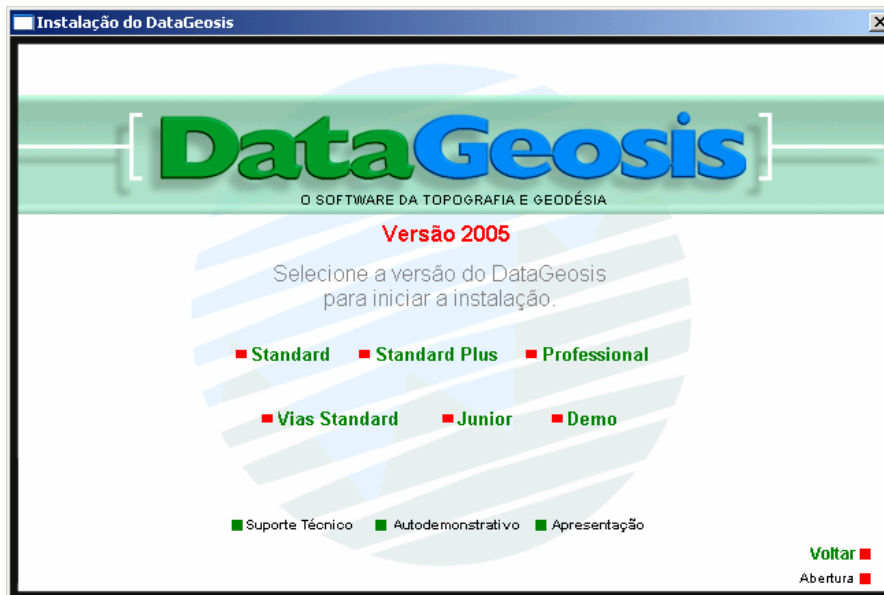 Instalação do DataGeosis
DataGeosis
O SOFTWARE DA TOPOGRAFIA E GEODÉSIA
Versão 2005
Selecione a versão do DataGeosis
para iniciar a instalação.
Standard Standard Plus Professional
Vias Standard Junior Demo
Suporte Técnico Autodemonstrativo Apresentação
Voltar
Abertura